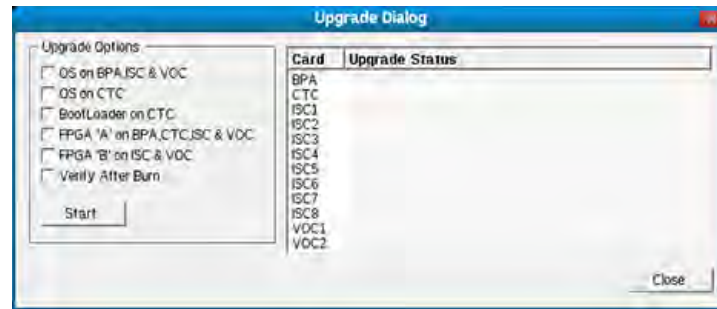 Upgrade Dialog
Upgrade Options
OS on BPA,ISC & VOC
OS on CTC
BootLoader on CTC
FPGA 'A' on BPA,CTC,ISC & VOC
FPGA 'B' on ISC & VOC
Verify After Burn
Start
Card Upgrade Status
BPA
CTC
ISC1
ISC2
ISC3
ISC4
ISC5
ISC6
ISC7
ISC8
VOC1
VOC2
Close